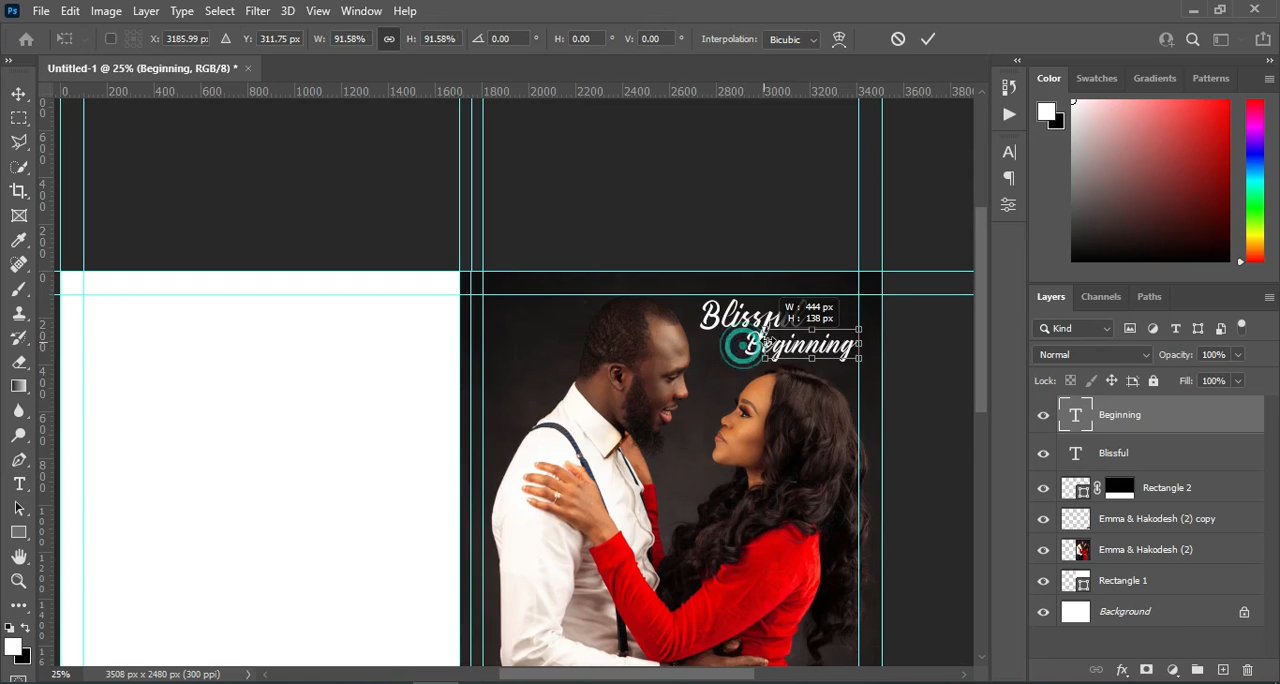 Ps File Edit Image Layer Type Select Filter 3D View Window Help
X: 3185.99 px Y: 311.75 px W: 91.58% H: 91.58% 0.00 ° H: 0.00 ° V: 0.00 ° Interpolation: Bicubic
Untitled-1 @ 25% (Beginning, RGB/8) * ×
0 200 400 600 800 1000 1200 1400 1600 1800 2000 2200 2400 2600 2800 3000 3200 3400 3600 3800
Color Swatches Gradients Patterns
Blissful
W : 444 px
H : 138 px
Beginning
Layers Channels Paths
Kind
Normal Opacity: 100%
Lock: Fill: 100%
Beginning
Blissful
Rectangle 2
Emma & Hakodesh (2) copy
Emma & Hakodesh (2)
Rectangle 1
Background
25% 3508 px x 2480 px (300 ppi)